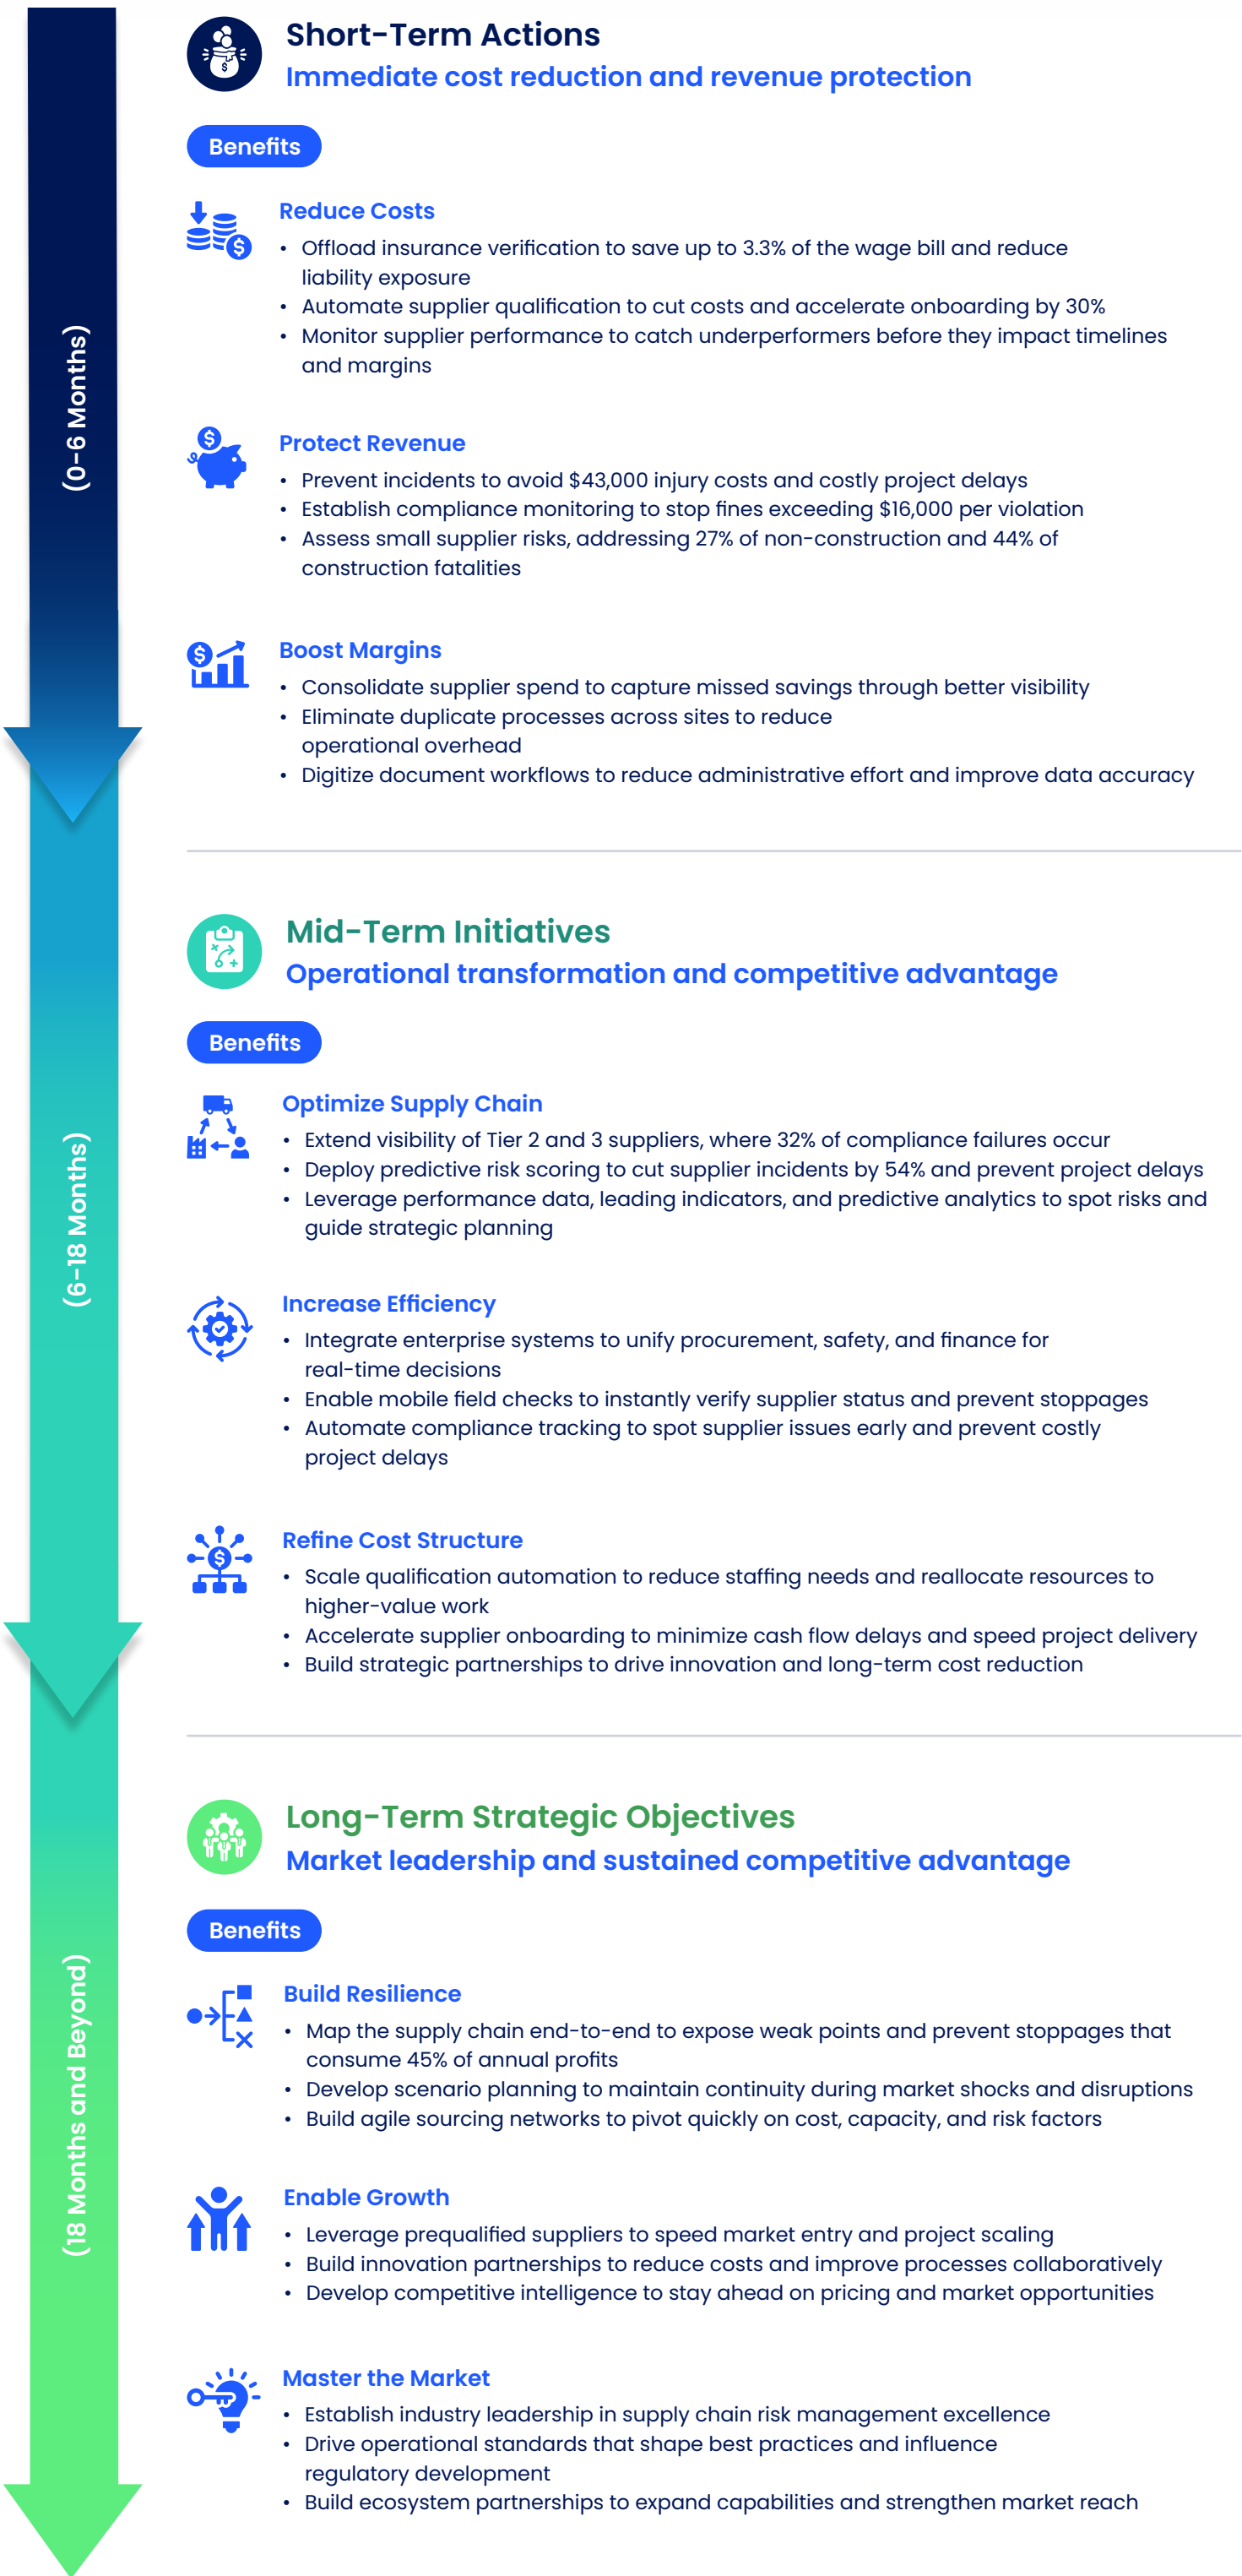 Short-Term Actions
Immediate cost reduction and revenue protection
Benefits
Reduce Costs
• Offload insurance verification to save up to 3.3% of the wage bill and reduce
liability exposure
• Automate supplier qualification to cut costs and accelerate onboarding by 30%
• Monitor supplier performance to catch underperformers before they impact timelines
and margins
(0-6 Months)
Protect Revenue
• Prevent incidents to avoid $43,000 injury costs and costly project delays
• Establish compliance monitoring to stop fines exceeding $16,000 per violation
• Assess small supplier risks, addressing 27% of non-construction and 44% of
construction fatalities
Boost Margins
• Consolidate supplier spend to capture missed savings through better visibility
• Eliminate duplicate processes across sites to reduce
operational overhead
• Digitize document workflows to reduce administrative effort and improve data accuracy
Mid-Term Initiatives
Operational transformation and competitive advantage
Benefits
Optimize Supply Chain
• Extend visibility of Tier 2 and 3 suppliers, where 32% of compliance failures occur
• Deploy predictive risk scoring to cut supplier incidents by 54% and prevent project delays
• Leverage performance data, leading indicators, and predictive analytics to spot risks and
guide strategic planning
(6-18 Months)
Increase Efficiency
• Integrate enterprise systems to unify procurement, safety, and finance for
real-time decisions
• Enable mobile field checks to instantly verify supplier status and prevent stoppages
• Automate compliance tracking to spot supplier issues early and prevent costly
project delays
Refine Cost Structure
• Scale qualification automation to reduce staffing needs and reallocate resources to
higher-value work
• Accelerate supplier onboarding to minimize cash flow delays and speed project delivery
• Build strategic partnerships to drive innovation and long-term cost reduction
Long-Term Strategic Objectives
Market leadership and sustained competitive advantage
Benefits
Build Resilience
• Map the supply chain end-to-end to expose weak points and prevent stoppages that
consume 45% of annual profits
• Develop scenario planning to maintain continuity during market shocks and disruptions
• Build agile sourcing networks to pivot quickly on cost, capacity, and risk factors
(18 Months and Beyond)
Enable Growth
• Leverage prequalified suppliers to speed market entry and project scaling
• Build innovation partnerships to reduce costs and improve processes collaboratively
• Develop competitive intelligence to stay ahead on pricing and market opportunities
Master the Market
• Establish industry leadership in supply chain risk management excellence
• Drive operational standards that shape best practices and influence
regulatory development
• Build ecosystem partnerships to expand capabilities and strengthen market reach